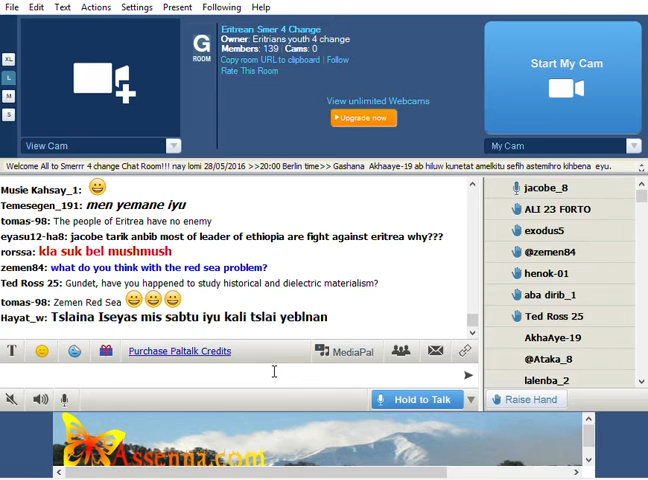 File Edit Text Actions Settings Present Following Help
Eritrean Smer 4 Change
Owner: Eritrians youth 4 change
Members: 139 Cams: 0
Copy room URL to clipboard | Follow
Rate This Room
G
ROOM
XL
L
M
S
View Cam
View unlimited Webcams
Upgrade now
Start My Cam
My Cam
Welcome All to Smerrr 4 change Chat Room!!! nay lomi 28/05/2016 >>20:00 Berlin time>> Gashana Akhaaye-19 ab hiluw kunetat amelkitu sefih astemihro kihbena eyu.
Musie Kahsay_1:
Temesegen_191: men yemane iyu
tomas-98: The people of Eritrea have no enemy
eyasu12-ha8: jacobe tarik anbib most of leader of ethiopia are fight against eritrea why???
rorssa: kla suk bel mushmush
zemen84: what do you think with the red sea problem?
Ted Ross 25: Gundet, have you happened to study historical and dielectric materialism?
tomas-98: Zemen Red Sea
Hayat_w: Tslaina Iseyas mis sabtu iyu kali tslai yeblnan
jacobe_8
ALI 23 F0RTO
exodus5
@zemen84
henok-01
aba dirib_1
Ted Ross 25
AkhaAye-19
@Ataka_8
lalenba_2
T Purchase Paltalk Credits MediaPal
Hold to Talk
Raise Hand
Assenna.com